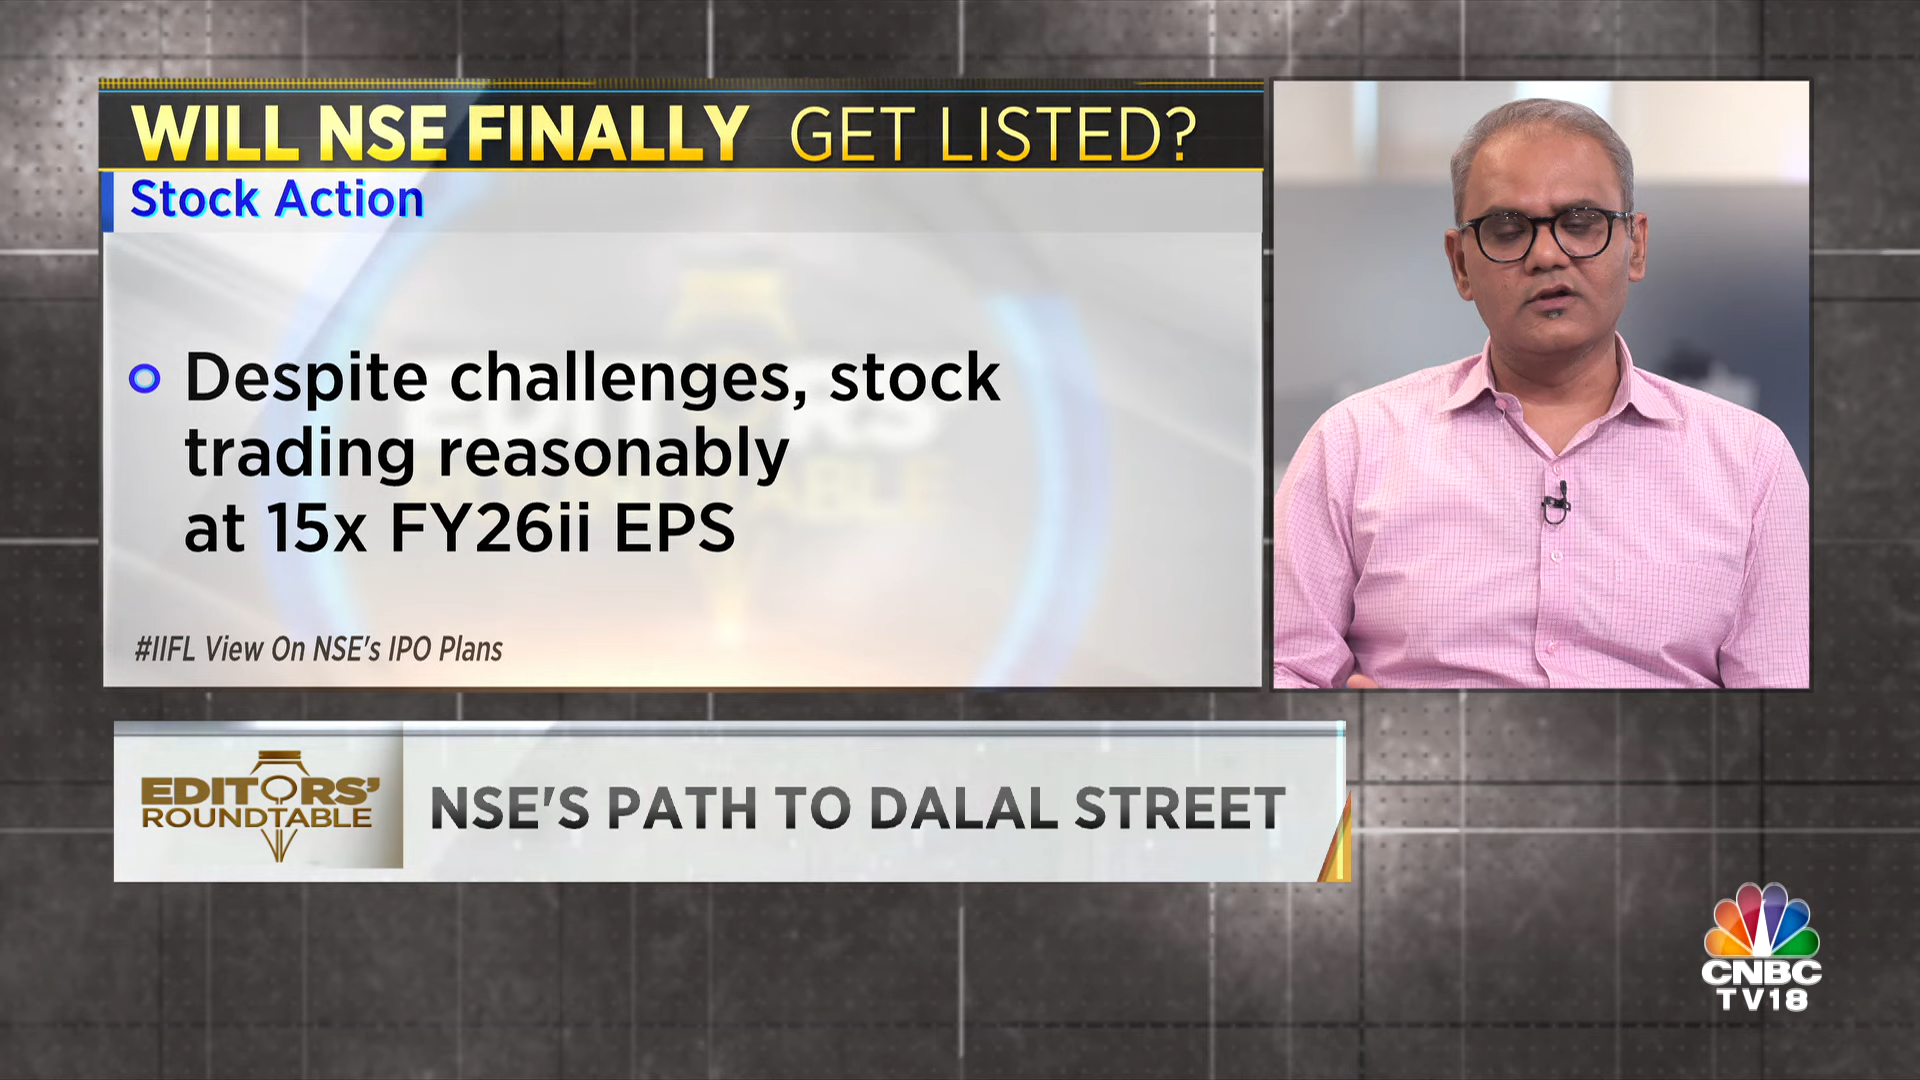 WILL NSE FINALLY GET LISTED?
Stock Action
Despite challenges, stock
trading reasonably
at 15x FY26ii EPS
#IIFL View On NSE's IPO Plans
EDITORS'
ROUNDTABLE
NSE'S PATH TO DALAL STREET
CNBC
TV18